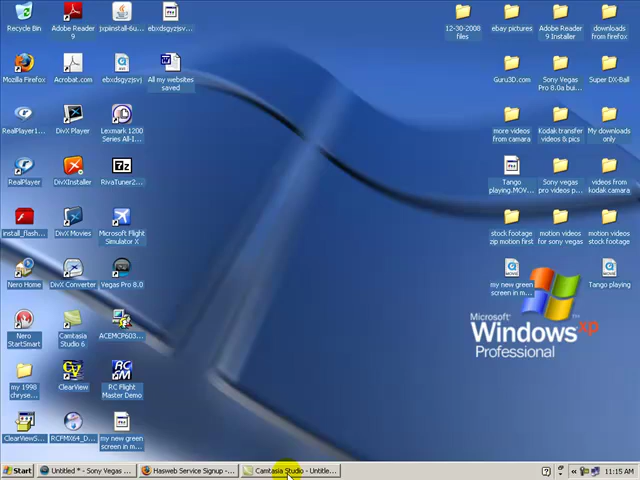 Recycle Bin
Adobe Reader
9
jxpiinstall-6u...
ebxdsgyzjsv...
12-30-2008
files
ebay pictures
Adobe Reader
9 Installer
downloads
from firefox
Mozilla Firefox
Acrobat.com
ebxdsgyzjsvj
All my websites
saved
Guru3D.com
Sony Vegas
Pro 8.0a bui...
Super DX-Ball
RealPlayer1...
DivX Player
Lexmark 1200
Series All-I...
more videos
from camara
Kodak transfer
videos & pics
My downloads
only
RealPlayer
DivXInstaller
RivaTuner2...
Tango
playing.MOV...
Sony vegas
pro videos
videos from
kodak camara
install_flash...
DivX Movies
Microsoft Flight
Simulator X
stock footage
zip motion first
motion videos
for sony vegas
motion video
stock footage
Nero Home
DivX Converter
Vegas Pro 8.0
my new green
screen in m...
Tango playing
Nero
StartSmart
Camtasia
Studio 6
ACEMCP603...
Microsoft
Windows xp
Professional
my 1998
chryse...
ClearView
RC Flight
Master Demo
ClearViewS...
RCFMX64_D...
my new green
screen in m...
Start
Untitled * - Sony Vegas ...
Hasweb Service Signup -...
Camtasia Studio - Untitle...
11:15 AM